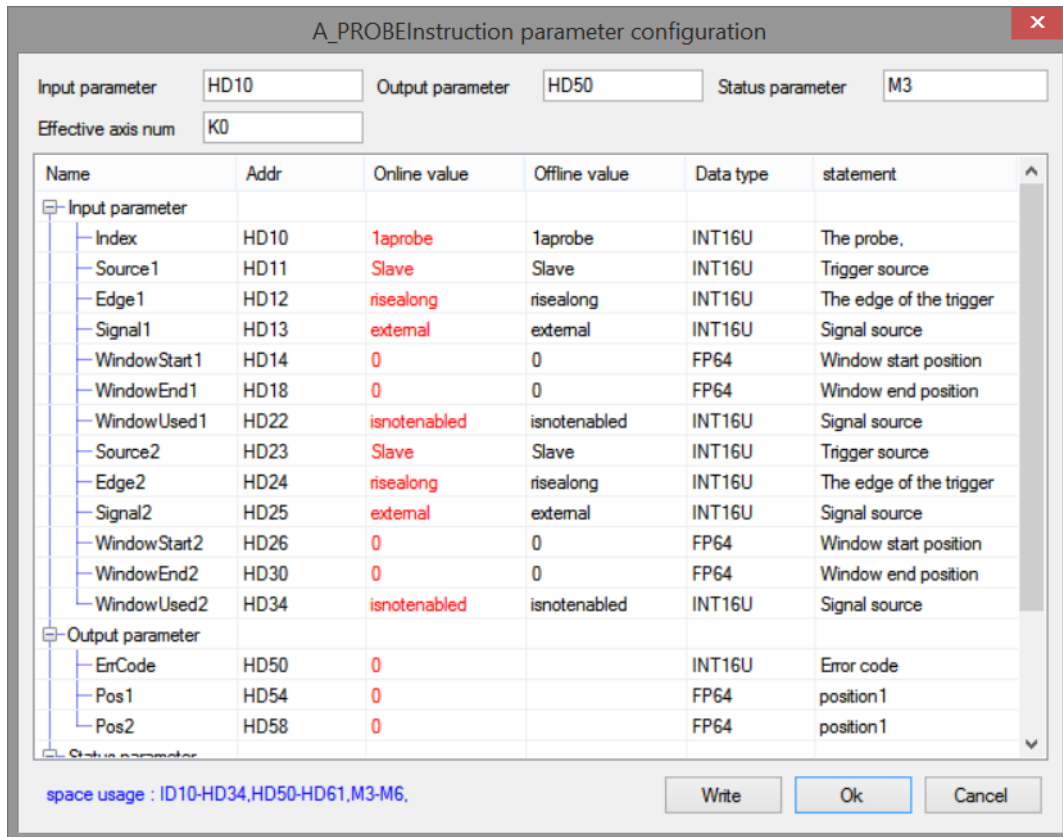 A_PROBEInstruction parameter configuration
Input parameter HD10 Output parameter HD50 Status parameter M3
Effective axis num K0
Name Addr Online value Offline value Data type statement
Input parameter
Index HD10 1aprobe 1aprobe INT16U The probe,
Source1 HD11 Slave Slave INT16U Trigger source
Edge1 HD12 risealong risealong INT16U The edge of the trigger
Signal1 HD13 external external INT16U Signal source
WindowStart1 HD14 0 0 FP64 Window start position
WindowEnd1 HD18 0 0 FP64 Window end position
WindowUsed1 HD22 isnotenabled isnotenabled INT16U Signal source
Source2 HD23 Slave Slave INT16U Trigger source
Edge2 HD24 risealong risealong INT16U The edge of the trigger
Signal2 HD25 external external INT16U Signal source
WindowStart2 HD26 0 0 FP64 Window start position
WindowEnd2 HD30 0 0 FP64 Window end position
WindowUsed2 HD34 isnotenabled isnotenabled INT16U Signal source
Output parameter
ErrCode HD50 0 INT16U Error code
Pos1 HD54 0 FP64 position1
Pos2 HD58 0 FP64 position1
Status parameter
space usage : ID10-HD34,HD50-HD61,M3-M6, Write Ok Cancel